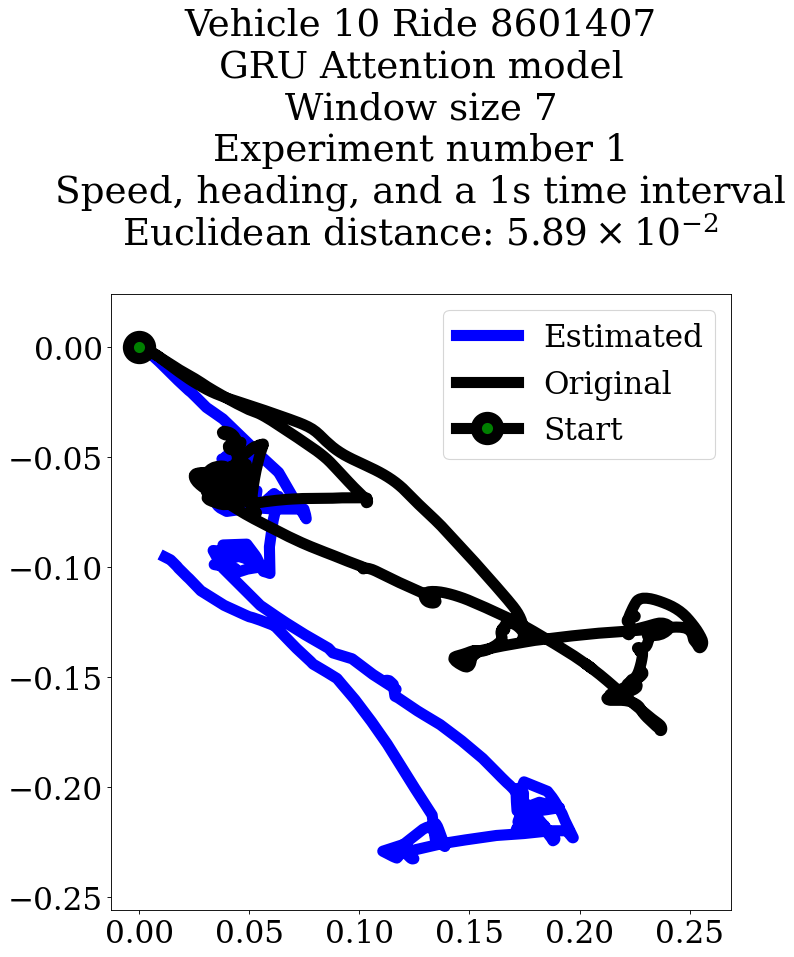 Vehicle 10 Ride 8601407
GRU Attention model
Window size 7
Experiment number 1
Speed, heading, and a 1s time interval
Euclidean distance: 5.89 × 10⁻²
Estimated
Original
Start
0.00
−0.05
−0.10
−0.15
−0.20
−0.25
0.00 0.05 0.10 0.15 0.20 0.25